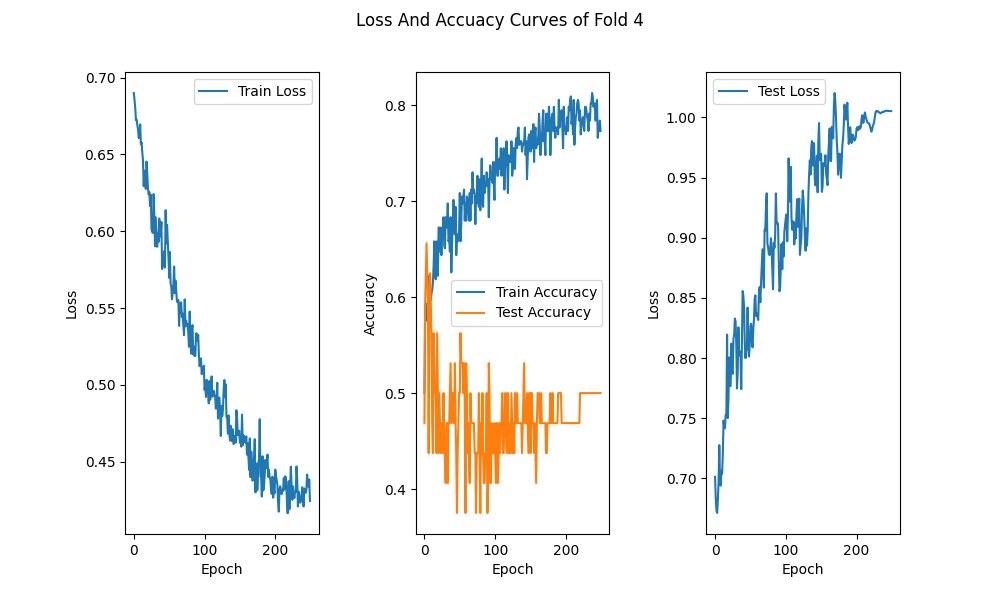 Loss And Accuacy Curves of Fold 4
Loss
0.70
0.65
0.60
0.55
0.50
0.45
0
100
200
Epoch
Train Loss
Accuracy
0.8
0.7
0.6
0.5
0.4
0
100
200
Epoch
Train Accuracy
Test Accuracy
Loss
1.00
0.95
0.90
0.85
0.80
0.75
0.70
0
100
200
Epoch
Test Loss